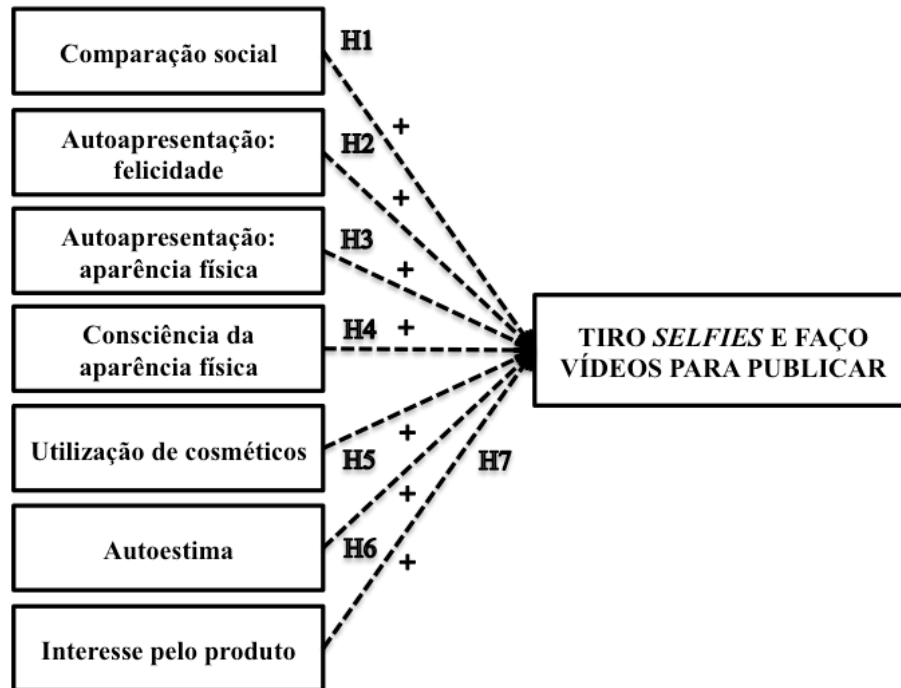 Comparação social
H1
+
Autoapresentação:
felicidade
H2
+
Autoapresentação:
aparência física
H3
+
Consciência da
aparência física
H4
+
TIRO SELFIES E FAÇO
VÍDEOS PARA PUBLICAR
Utilização de cosméticos
H5
+
H7
Autoestima
H6
+
Interesse pelo produto
+